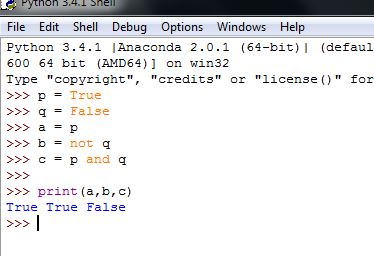 Python 3.4.1 Shell
File Edit Shell Debug Options Windows Help
Python 3.4.1 |Anaconda 2.0.1 (64-bit)| (defaul
600 64 bit (AMD64)] on win32
Type "copyright", "credits" or "license()" for
>>> p = True
>>> q = False
>>> a = p
>>> b = not q
>>> c = p and q
>>>
>>> print(a,b,c)
True True False
>>>